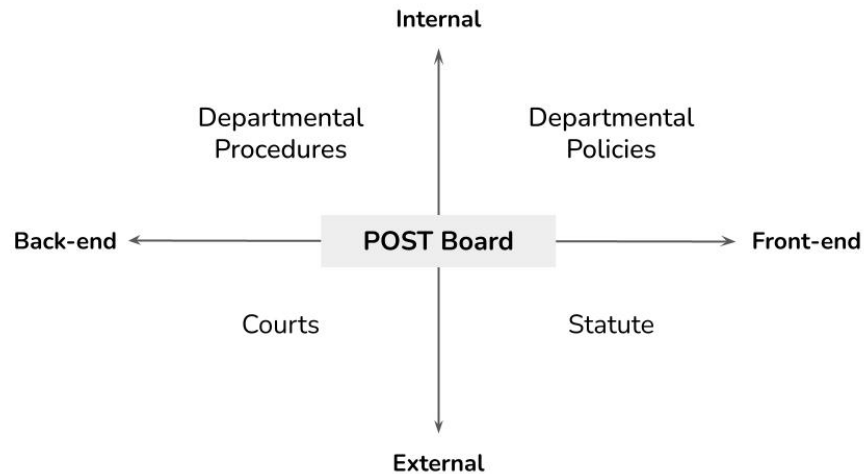 Internal
Departmental
Procedures
Departmental
Policies
Back-end
POST Board
Front-end
Courts
Statute
External